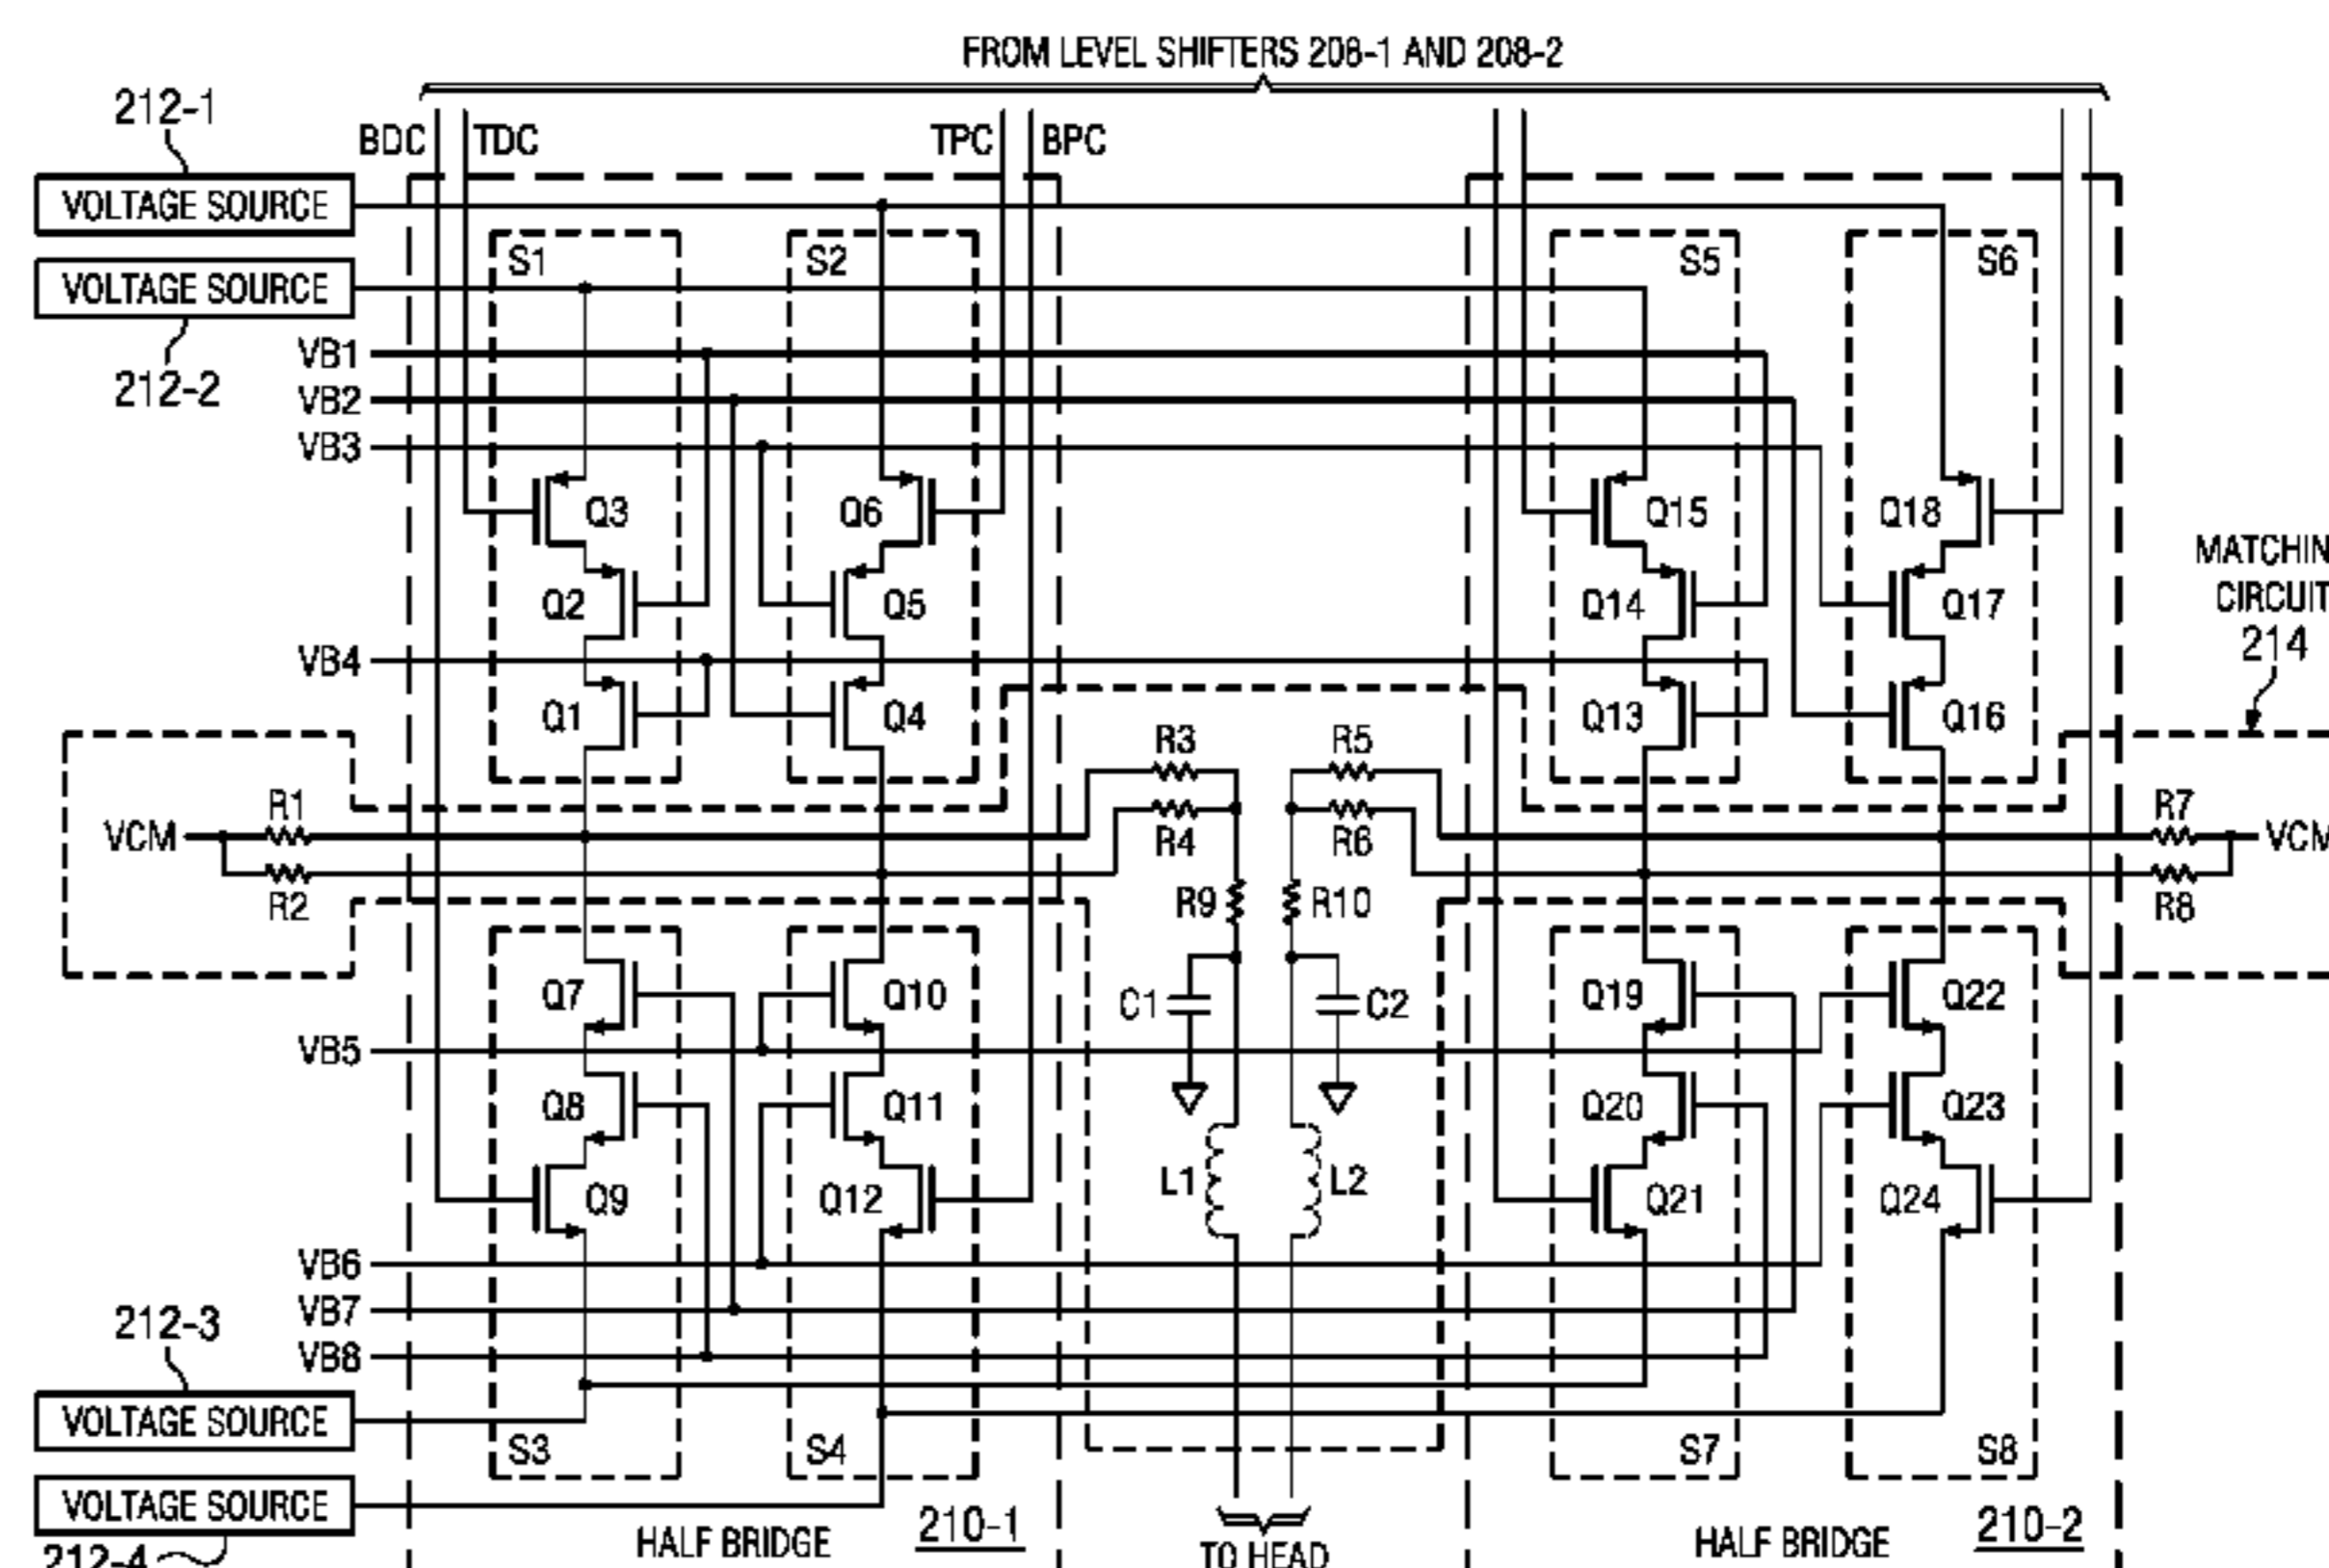 FROM LEVEL SHIFTERS 208-1 AND 208-2
212-1
BDC TDC TPC BPC
VOLTAGE SOURCE
S1 S2 S5 S6
VOLTAGE SOURCE
VB1
212-2
VB2
VB3
Q3 Q6 Q15 Q18
MATCHIN
CIRCUIT
214
Q2 Q5 Q14 Q17
VB4
Q1 Q4 Q13 Q16
R3 R5
R1 R7
VCM R4 R6 VCM
R2 R9 R10 R8
Q7 Q10 C1 C2 Q19 Q22
VB5
Q8 Q11 Q20 Q23
L1 L2
Q9 Q12 Q21 Q24
VB6
VB7
212-3
VB8
VOLTAGE SOURCE
S3 S4 S7 S8
VOLTAGE SOURCE
212-4
HALF BRIDGE 210-1
TO HEAD
HALF BRIDGE 210-2